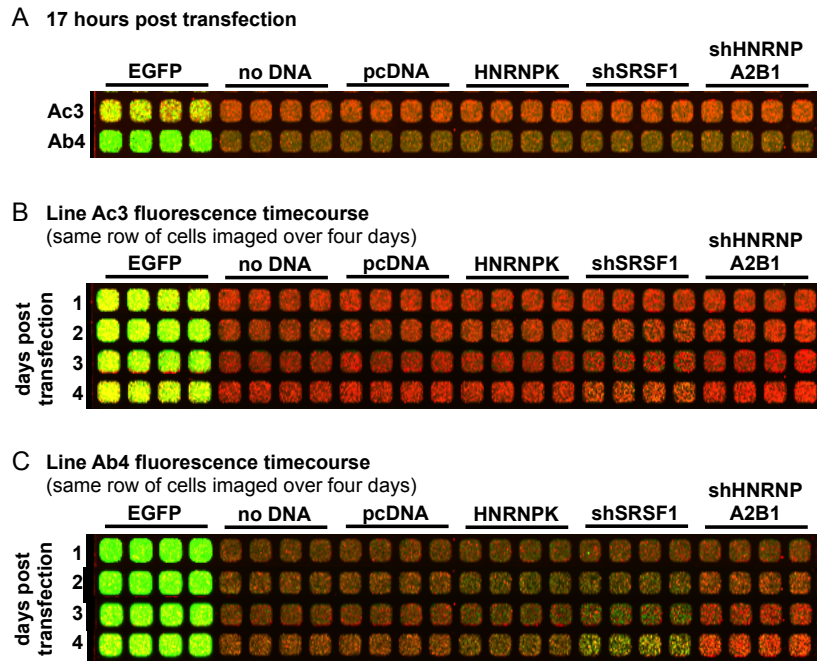 A 17 hours post transfection
EGFP no DNA pcDNA HNRNPK shSRSF1 shHNRNP
A2B1
Ac3
Ab4
B Line Ac3 fluorescence timecourse
(same row of cells imaged over four days)
EGFP no DNA pcDNA HNRNPK shSRSF1 shHNRNP
A2B1
days post
transfection
1
2
3
4
C Line Ab4 fluorescence timecourse
(same row of cells imaged over four days)
EGFP no DNA pcDNA HNRNPK shSRSF1 shHNRNP
A2B1
days post
transfection
1
2
3
4